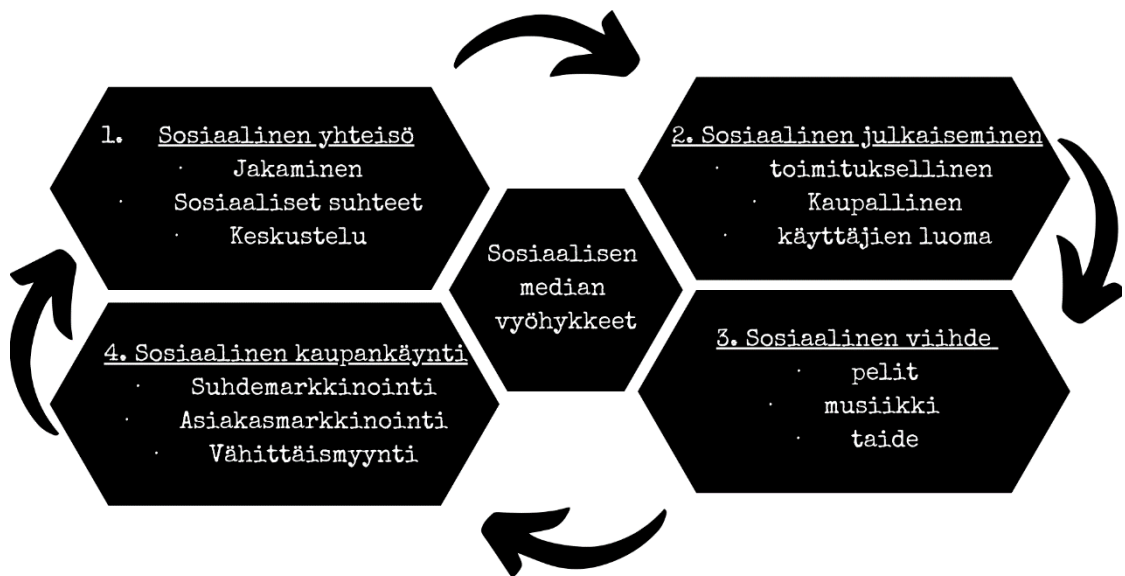 1. Sosiaalinen yhteisö
· Jakaminen
· Sosiaaliset suhteet
· Keskustelu
2. Sosiaalinen julkaiseminen
· toimituksellinen
· Kaupallinen
· käyttäjien luoma
Sosiaalisen
median
vyöhykkeet
3. Sosiaalinen viihde
· pelit
· musiikki
· taide
4. Sosiaalinen kaupankäynti
· Suhdemarkkinointi
· Asiakasmarkkinointi
· Vähittäismyynti